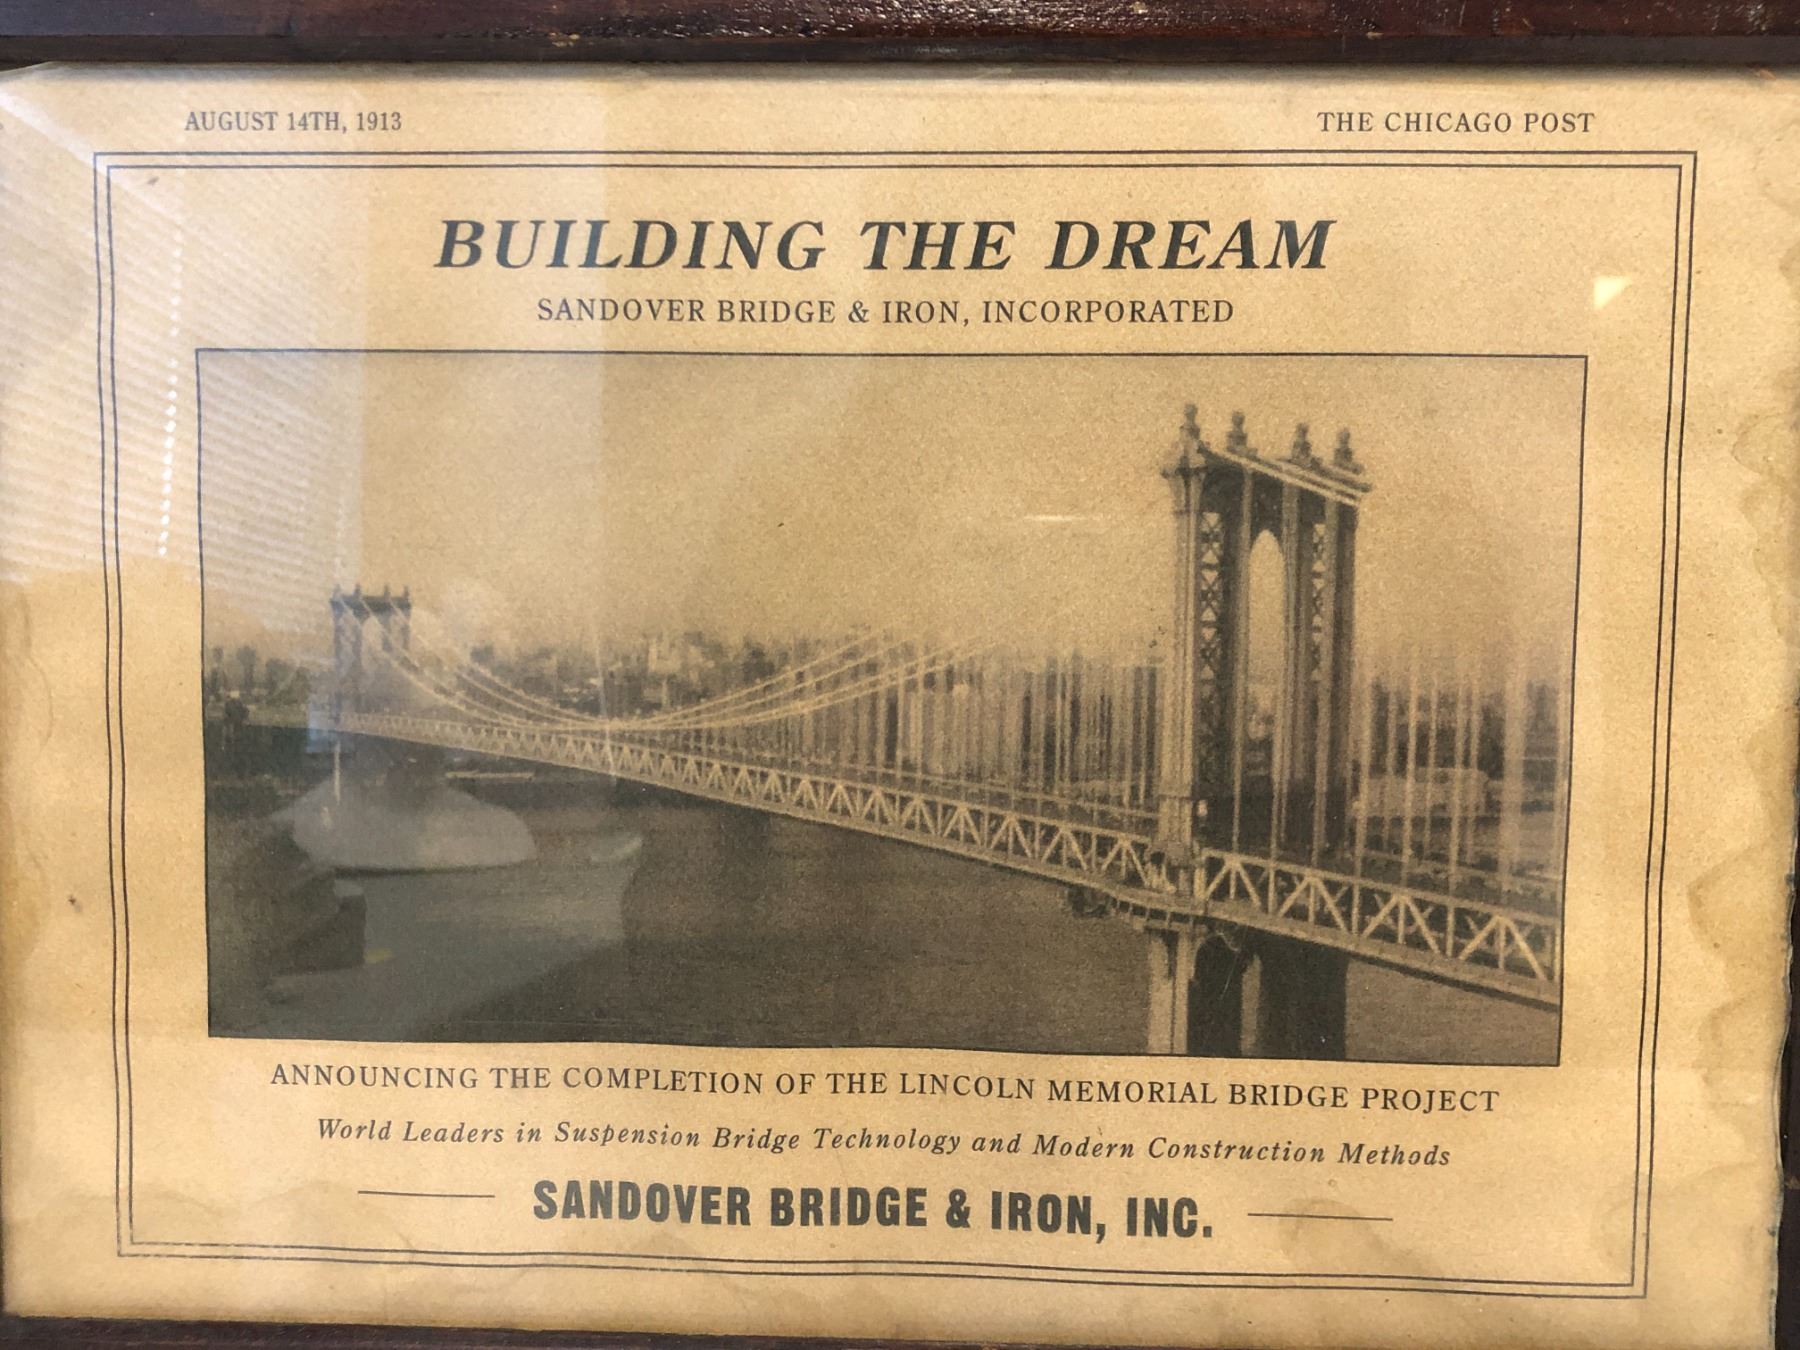 AUGUST 14TH, 1913
THE CHICAGO POST
BUILDING THE DREAM
SANDOVER BRIDGE & IRON, INCORPORATED
ANNOUNCING THE COMPLETION OF THE LINCOLN MEMORIAL BRIDGE PROJECT
World Leaders in Suspension Bridge Technology and Modern Construction Methods
SANDOVER BRIDGE & IRON, INC.